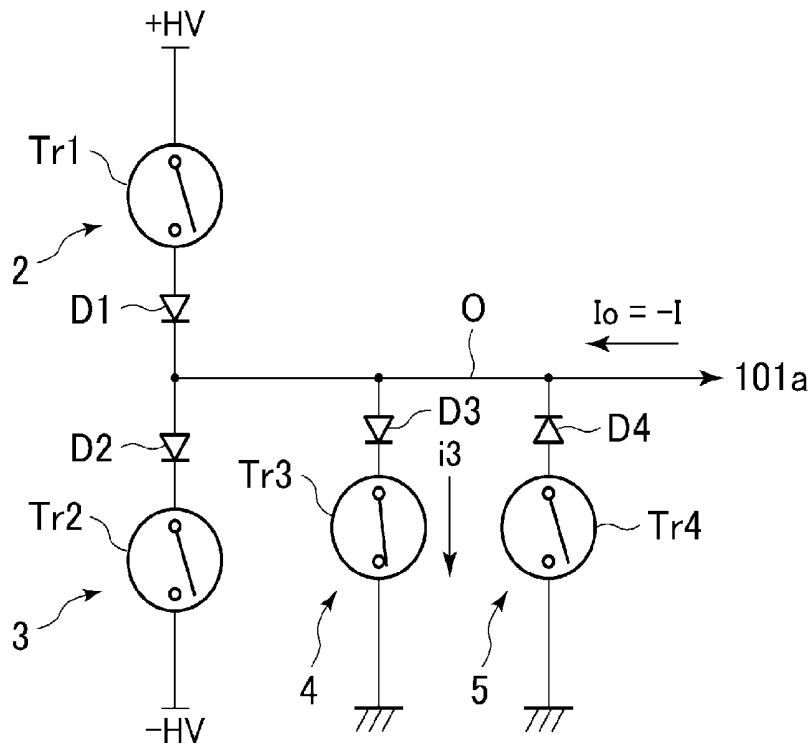 +HV
Tr1
2
D1
O
Io = -I
101a
D2
D3
D4
i3
Tr3
Tr2
Tr4
3
4
5
-HV